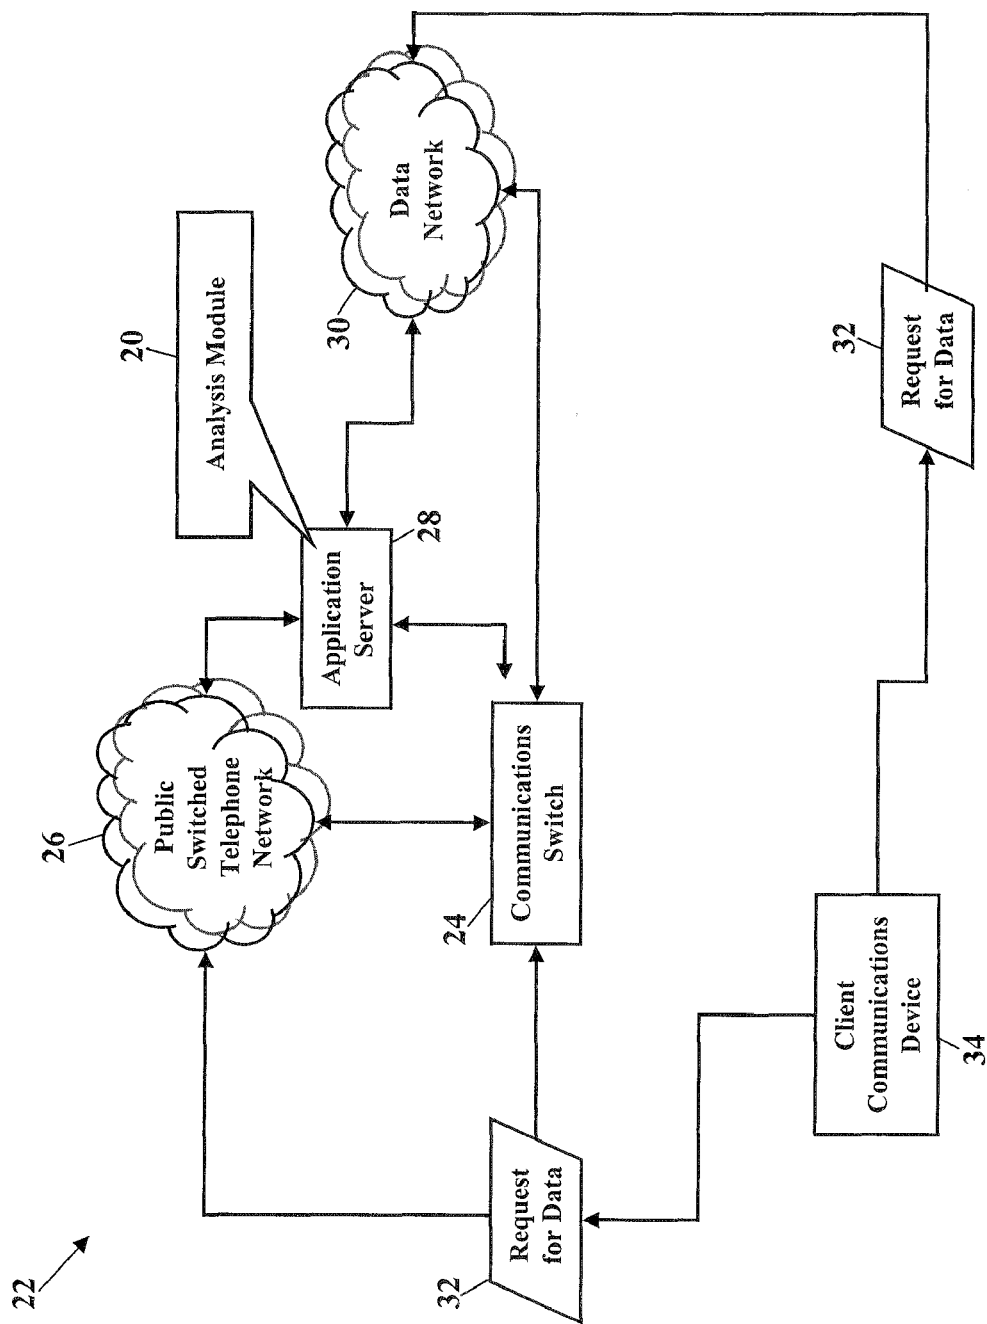 22
26
Public
Switched
Telephone
Network
20
Analysis Module
Application
Server
28
30
Data
Network
24
Communications
Switch
32
Request
for Data
Client
Communications
Device
34
32
Request
for Data